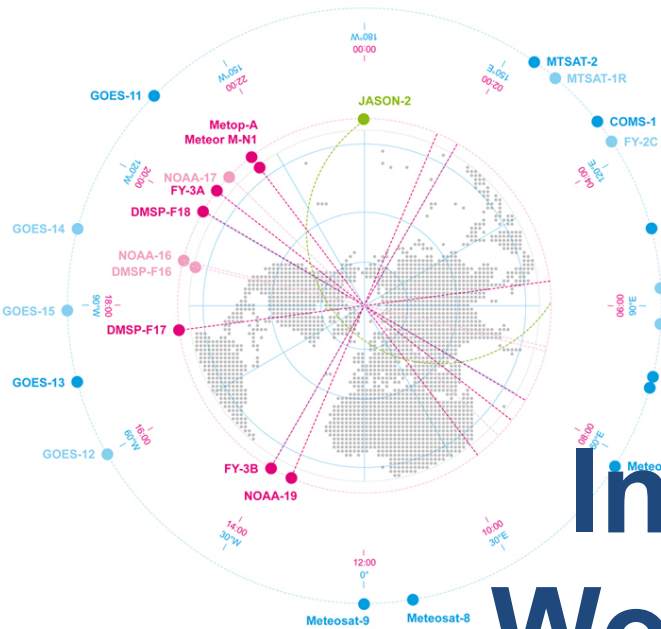 180°W
00:00
150°W
22:00
150°E
02:00
MTSAT-2
MTSAT-1R
GOES-11
JASON-2
Metop-A
Meteor M-N1
COMS-1
FY-2C
120°W
20:00
120°E
04:00
NOAA-17
FY-3A
DMSP-F18
GOES-14
NOAA-16
DMSP-F16
GOES-15
90°W
18:00
06:00
90°E
DMSP-F17
GOES-13
60°W
16:00
08:00
60°E
GOES-12
FY-3B
NOAA-19
Meteo
In
14:00
30°W
10:00
30°E
12:00
0°
Meteosat-9
Meteosat-8
We